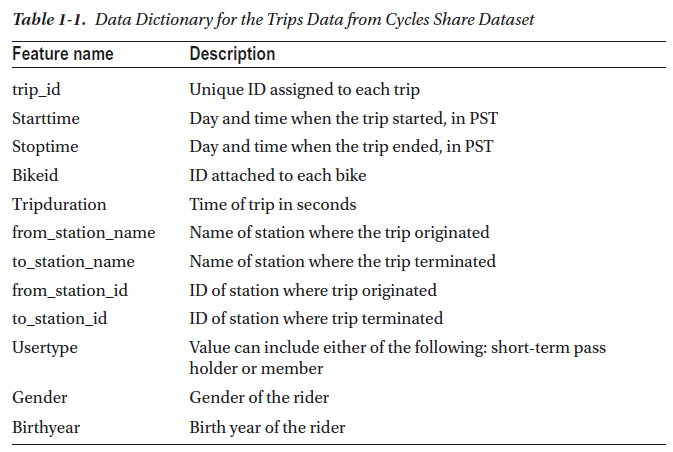 Table 1-1. Data Dictionary for the Trips Data from Cycles Share Dataset
Feature name Description
trip_id Unique ID assigned to each trip
Starttime Day and time when the trip started, in PST
Stoptime Day and time when the trip ended, in PST
Bikeid ID attached to each bike
Tripduration Time of trip in seconds
from_station_name Name of station where the trip originated
to_station_name Name of station where the trip terminated
from_station_id ID of station where trip originated
to_station_id ID of station where trip terminated
Usertype Value can include either of the following: short-term pass
holder or member
Gender Gender of the rider
Birthyear Birth year of the rider